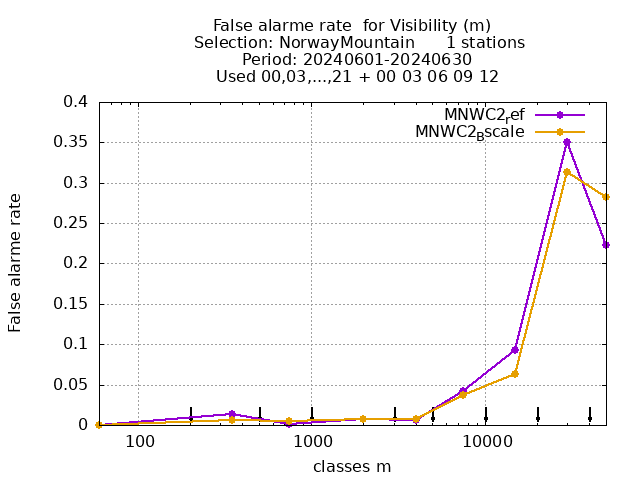 False alarme rate  for Visibility (m)
Selection: NorwayMountain      1 stations
Period: 20240601-20240630
Used 00,03,...,21 + 00 03 06 09 12
MNWC2ref
MNWC2Bscale
0.4
0.35
0.3
0.25
0.2
0.15
0.1
0.05
0
False alarme rate
100
1000
10000
classes m